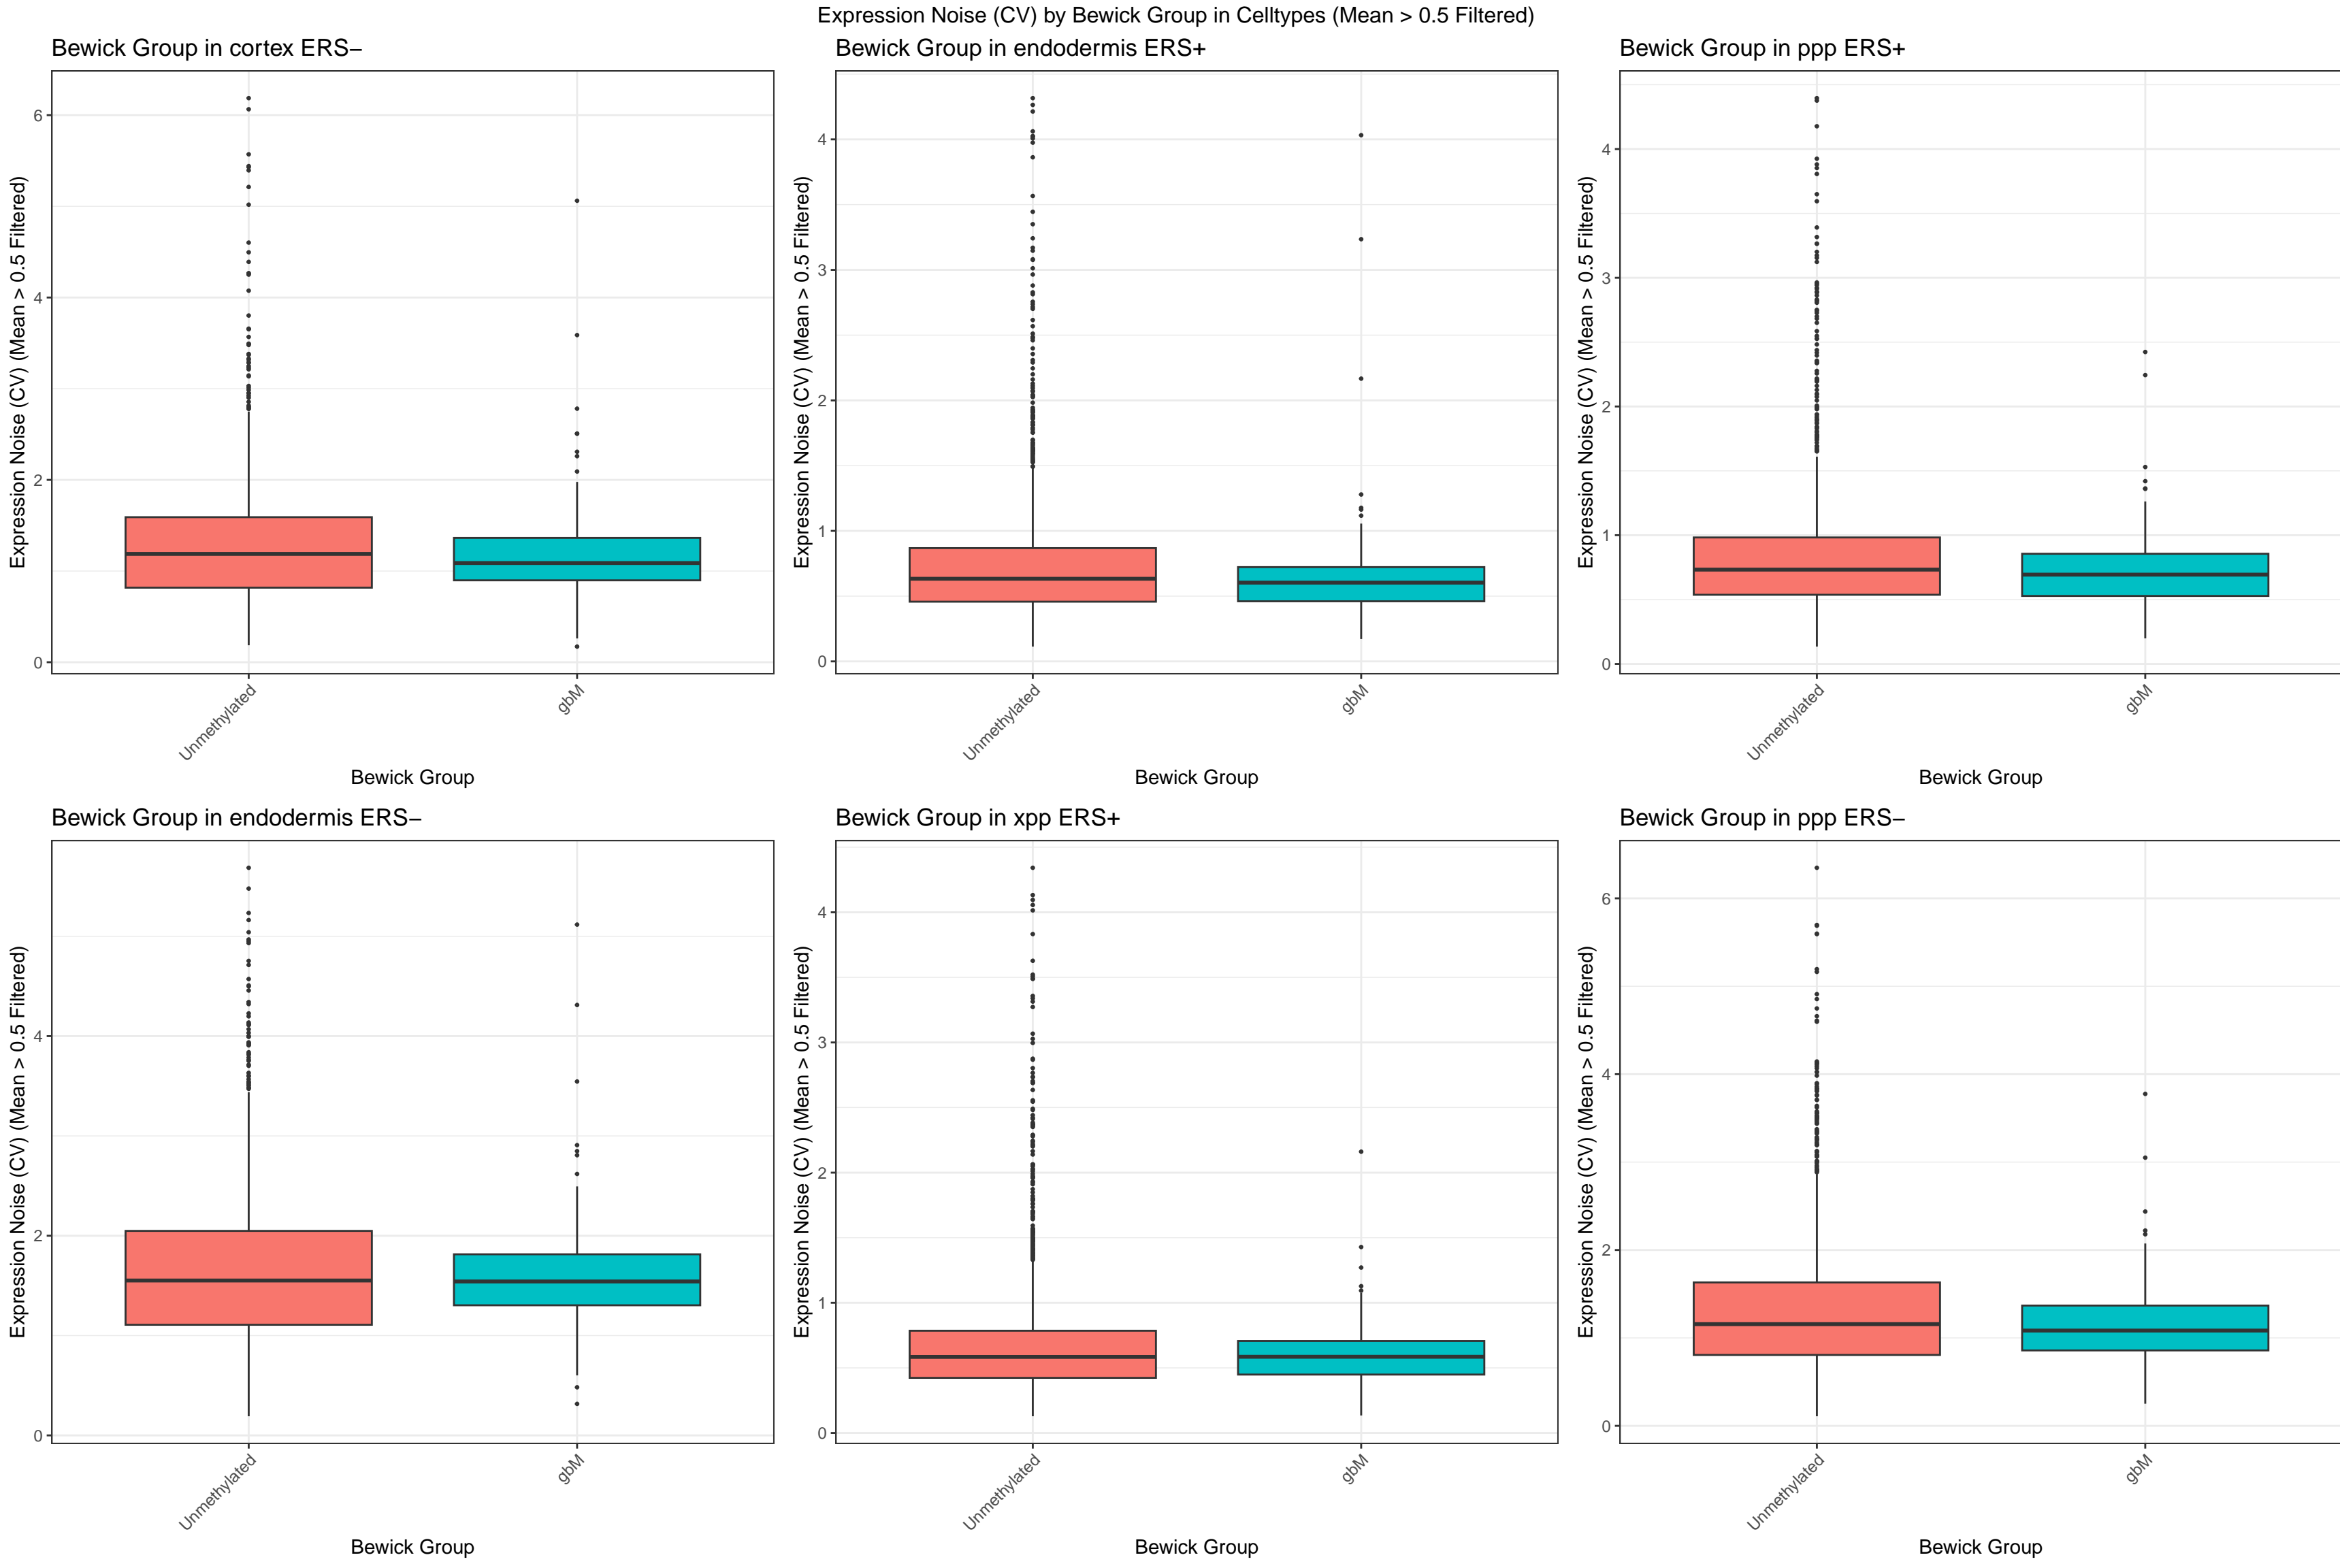 Expression Noise (CV) by Bewick Group in Celltypes (Mean > 0.5 Filtered)
Bewick Group in cortex ERS−
Expression Noise (CV) (Mean > 0.5 Filtered)
6
4
2
0
Unmethylated
gbM
Bewick Group
Bewick Group in endodermis ERS+
Expression Noise (CV) (Mean > 0.5 Filtered)
4
3
2
1
0
Unmethylated
gbM
Bewick Group
Bewick Group in ppp ERS+
Expression Noise (CV) (Mean > 0.5 Filtered)
4
3
2
1
0
Unmethylated
gbM
Bewick Group
Bewick Group in endodermis ERS−
Expression Noise (CV) (Mean > 0.5 Filtered)
4
2
0
Unmethylated
gbM
Bewick Group
Bewick Group in xpp ERS+
Expression Noise (CV) (Mean > 0.5 Filtered)
4
3
2
1
0
Unmethylated
gbM
Bewick Group
Bewick Group in ppp ERS−
Expression Noise (CV) (Mean > 0.5 Filtered)
6
4
2
0
Unmethylated
gbM
Bewick Group